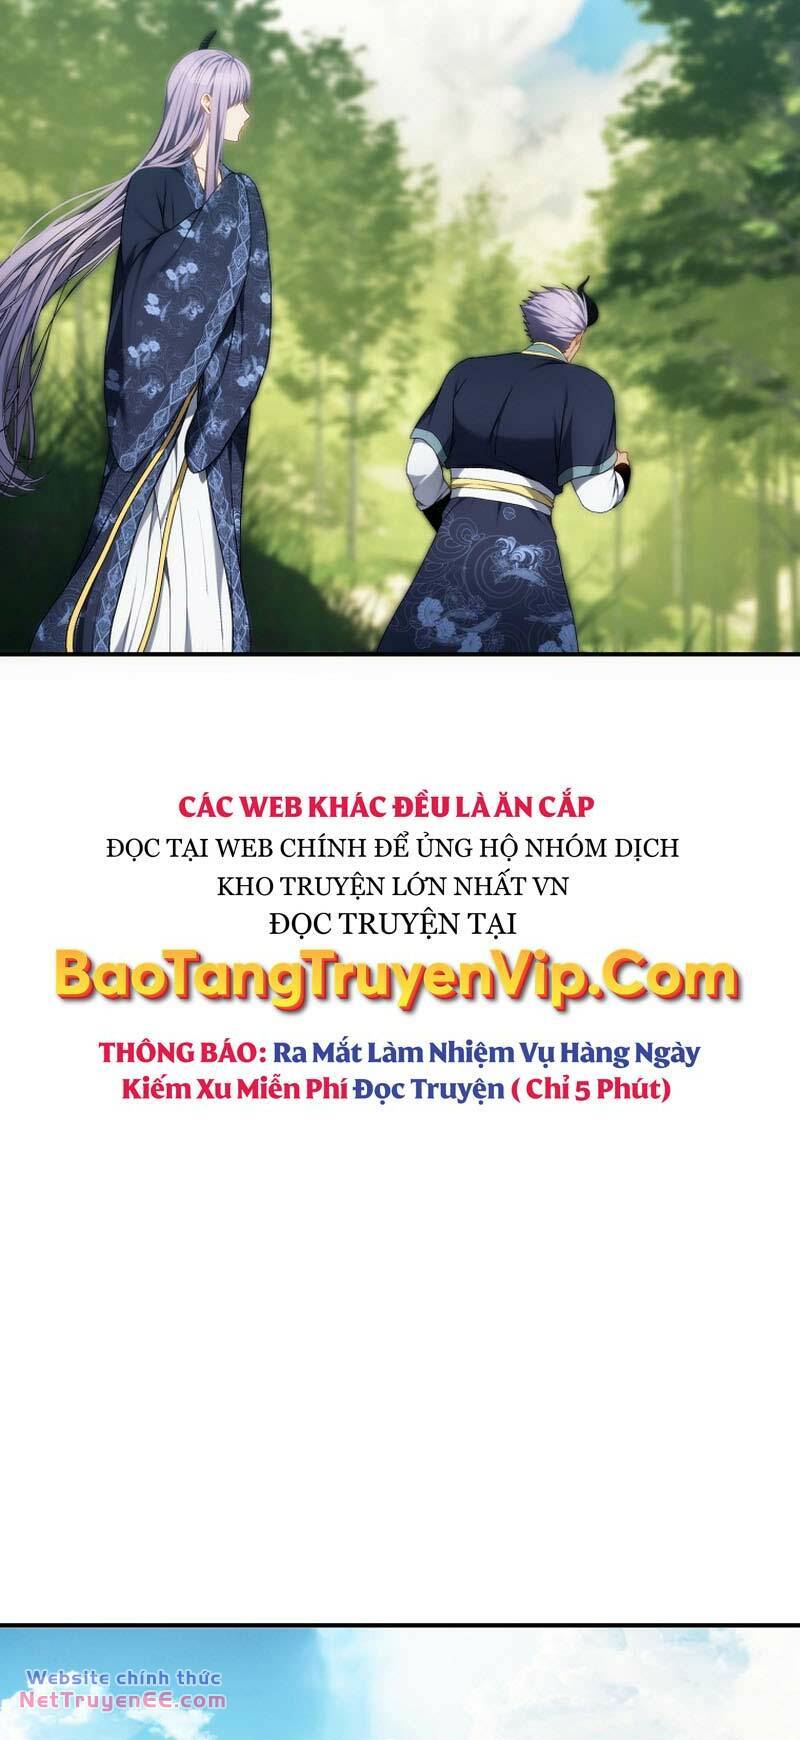 CÁC WEB KHÁC ĐỀU LÀ ĂN CẮP
ĐỌC TẠI WEB CHÍNH ĐỂ ỦNG HỘ NHÓM DỊCH
KHO TRUYỆN LỚN NHẤT VN
ĐỌC TRUYỆN TẠI
BaoTangTruyenVip.Com
THÔNG BÁO: Ra Mắt Làm Nhiệm Vụ Hàng Ngày
Kiếm Xu Miễn Phí Đọc Truyện ( Chỉ 5 Phút)
Website chính thức
NetTruyenEE.com